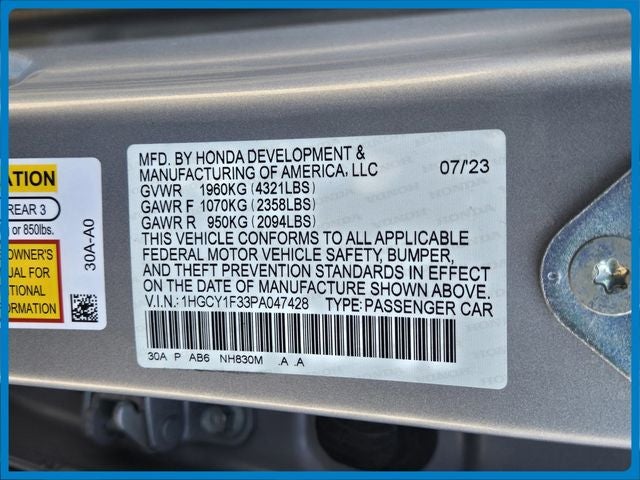 ATION
REAR 3
or 850lbs.
OWNER'S
UAL FOR
TIONAL
MATION
30A-A0
MFD. BY HONDA DEVELOPMENT &
MANUFACTURING OF AMERICA, LLC 07/23
GVWR 1960KG (4321LBS)
GAWR F 1070KG (2358LBS)
GAWR R 950KG (2094LBS)
THIS VEHICLE CONFORMS TO ALL APPLICABLE
FEDERAL MOTOR VEHICLE SAFETY, BUMPER,
AND THEFT PREVENTION STANDARDS IN EFFECT
ON THE DATE OF MANUFACTURE SHOWN ABOVE.
V.I.N.: 1HGCY1F33PA047428 TYPE: PASSENGER CAR
30A P AB6 NH830M .A .A